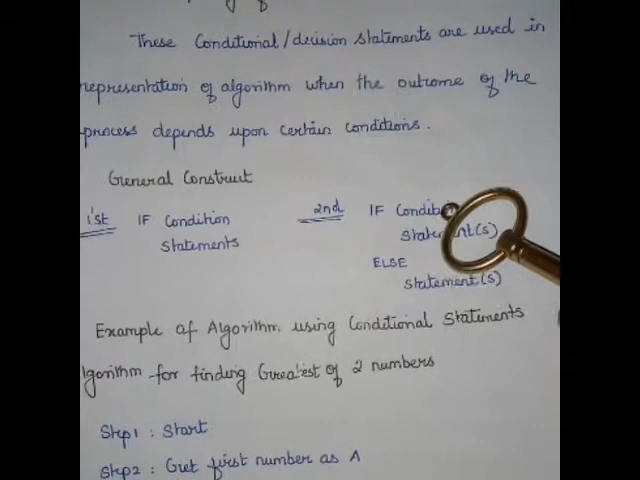 These Conditional/decision statements are used in
representation of algorithm when the outcome of the
process depends upon certain conditions.
General Construct
1st IF Condition 2nd IF
Statements
ELSE
Statement(s)
Example of Algorithm using Conditional Statements
lgorithm for finding Greatest of 2 numbers
Step1 : Start
Step2 : Get first number as A